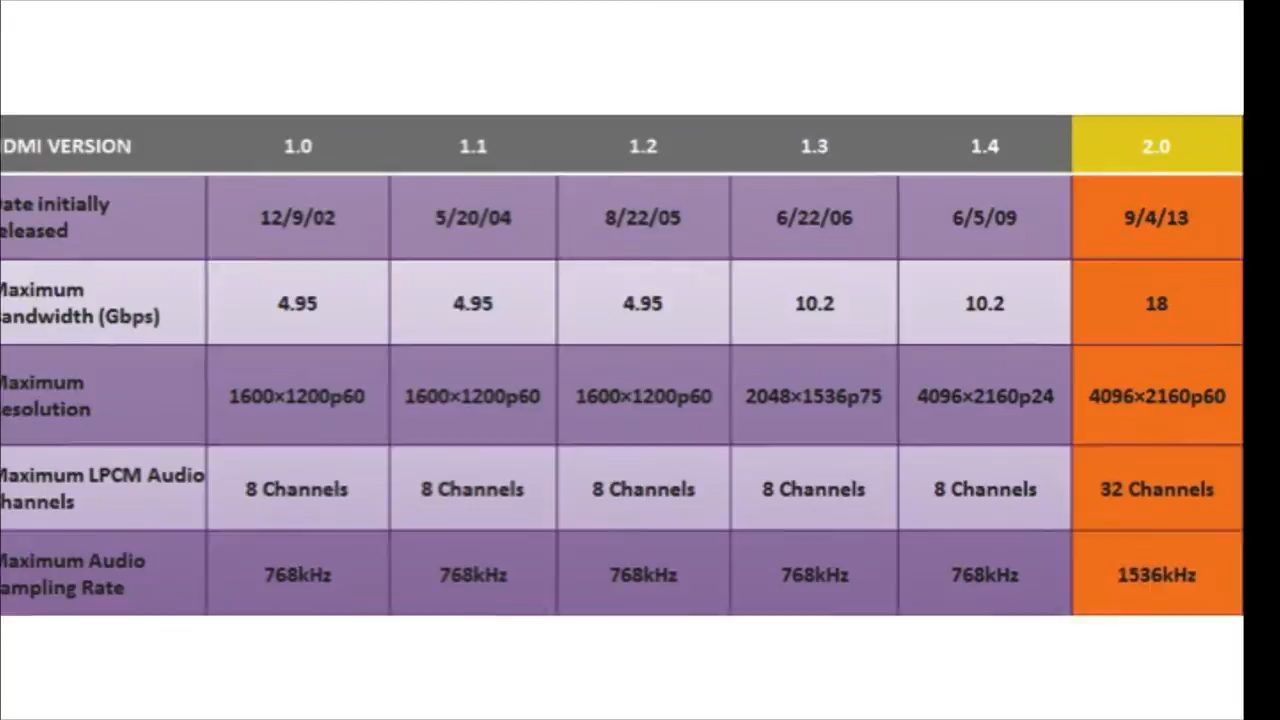 DMI VERSION 1.0 1.1 1.2 1.3 1.4 2.0
ate initially
eleased 12/9/02 5/20/04 8/22/05 6/22/06 6/5/09 9/4/13
Maximum
andwidth (Gbps) 4.95 4.95 4.95 10.2 10.2 18
Maximum
esolution 1600×1200p60 1600×1200p60 1600×1200p60 2048×1536p75 4096×2160p24 4096×2160p60
Maximum LPCM Audio
hannels 8 Channels 8 Channels 8 Channels 8 Channels 8 Channels 32 Channels
Maximum Audio
ampling Rate 768kHz 768kHz 768kHz 768kHz 768kHz 1536kHz